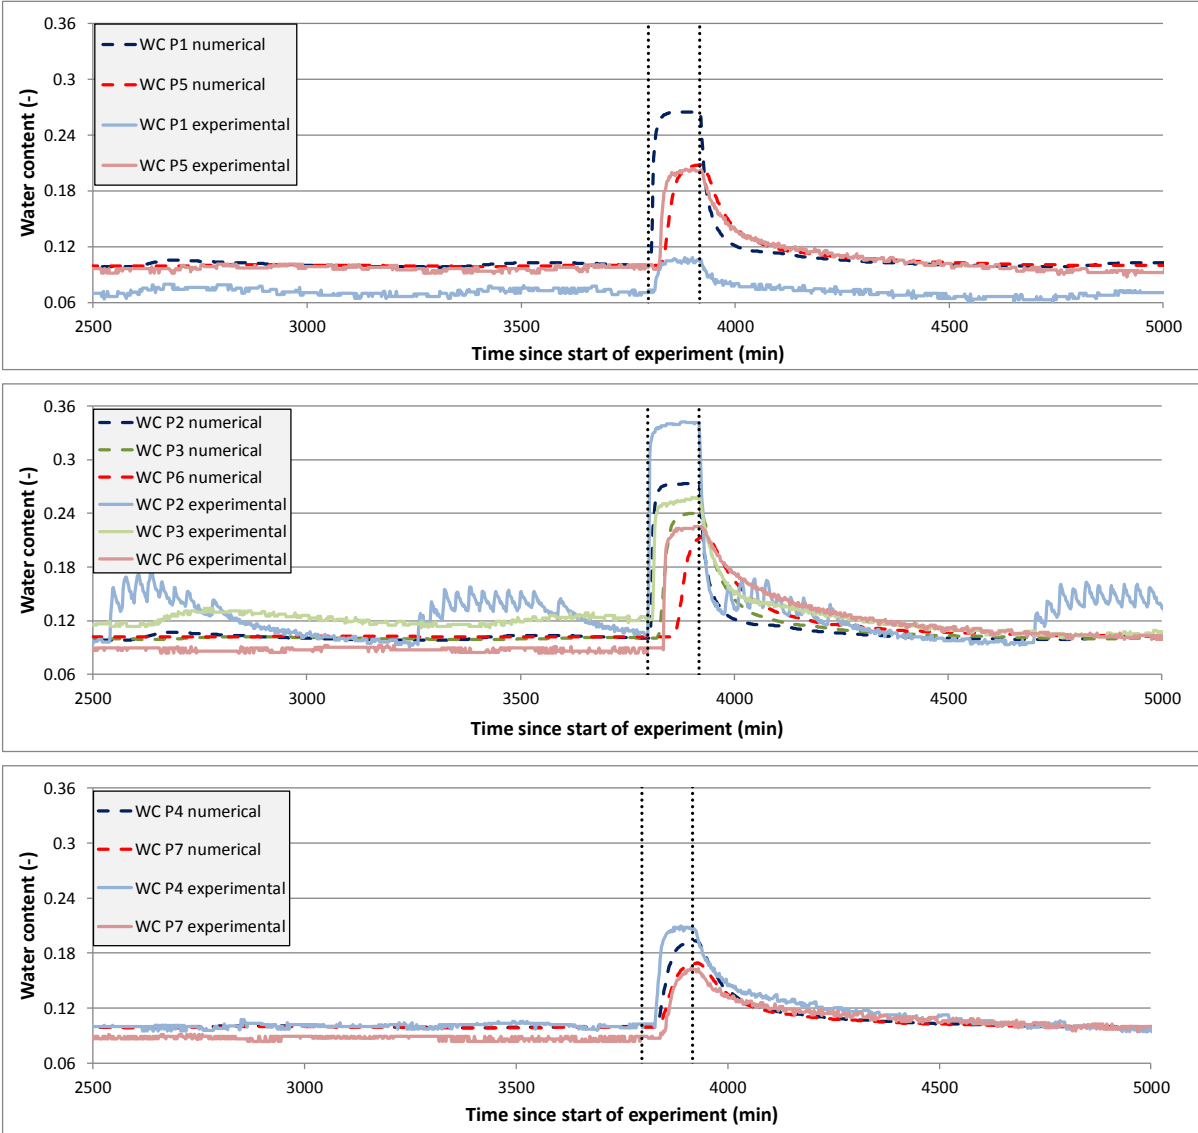 0.36
0.3
0.24
0.18
0.12
0.06
Water content (-)
WC P1 numerical
WC P5 numerical
WC P1 experimental
WC P5 experimental
2500 3000 3500 4000 4500 5000
Time since start of experiment (min)
0.36
0.3
0.24
0.18
0.12
0.06
Water content (-)
WC P2 numerical
WC P3 numerical
WC P6 numerical
WC P2 experimental
WC P3 experimental
WC P6 experimental
2500 3000 3500 4000 4500 5000
Time since start of experiment (min)
0.36
0.3
0.24
0.18
0.12
0.06
Water content (-)
WC P4 numerical
WC P7 numerical
WC P4 experimental
WC P7 experimental
2500 3000 3500 4000 4500 5000
Time since start of experiment (min)